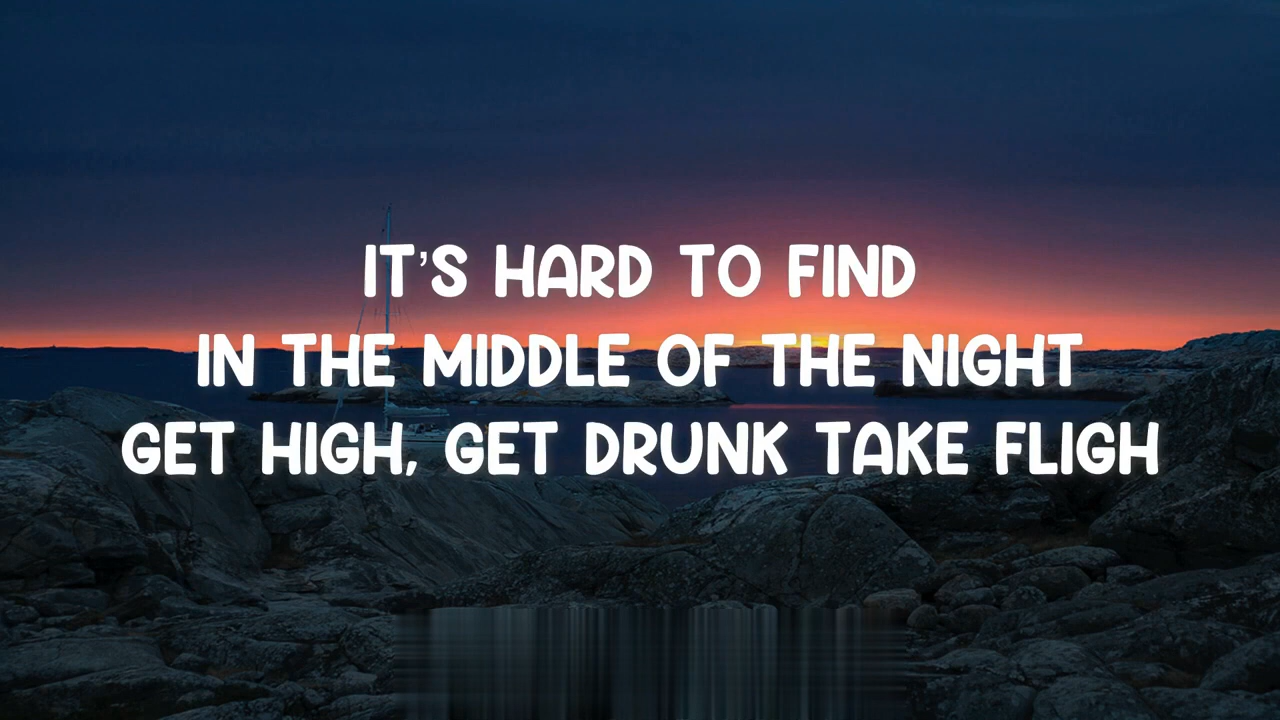 IT'S HARD TO FIND
IN THE MIDDLE OF THE NIGHT
GET HIGH, GET DRUNK TAKE FLIGH